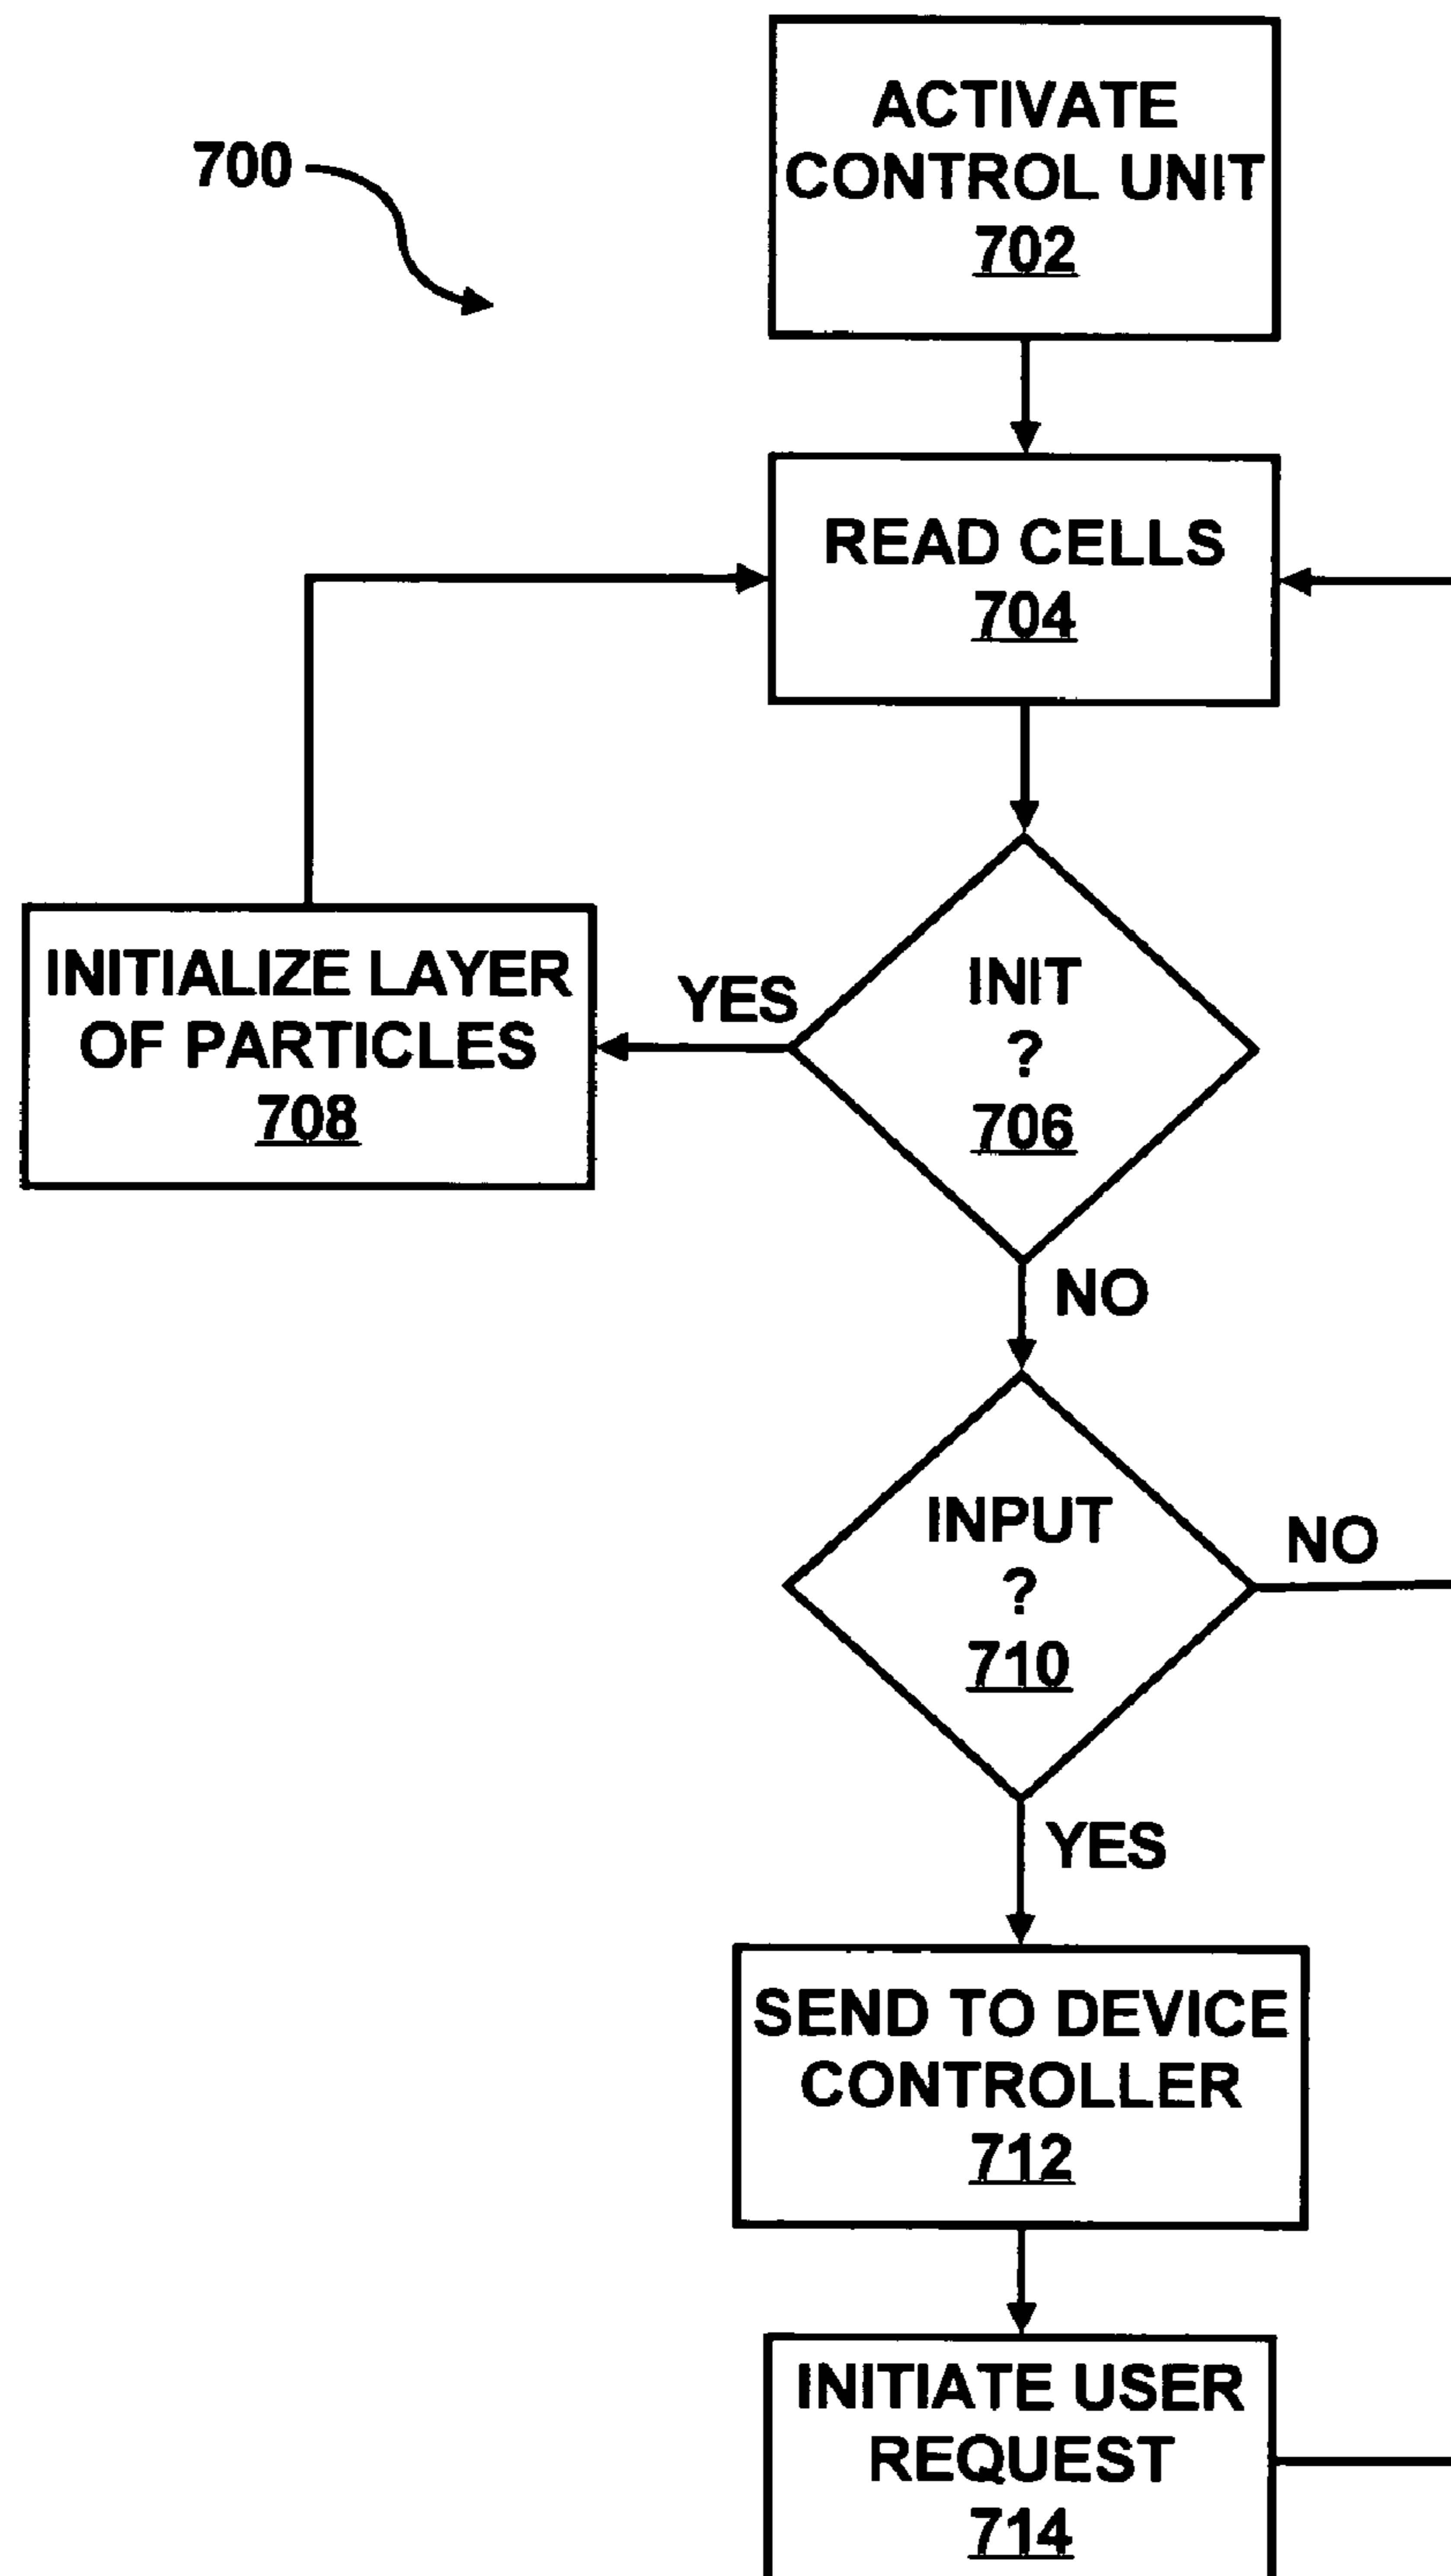 700
ACTIVATE
CONTROL UNIT
702
READ CELLS
704
INIT
?
706
YES
INITIALIZE LAYER
OF PARTICLES
708
NO
INPUT
?
710
NO
YES
SEND TO DEVICE
CONTROLLER
712
INITIATE USER
REQUEST
714